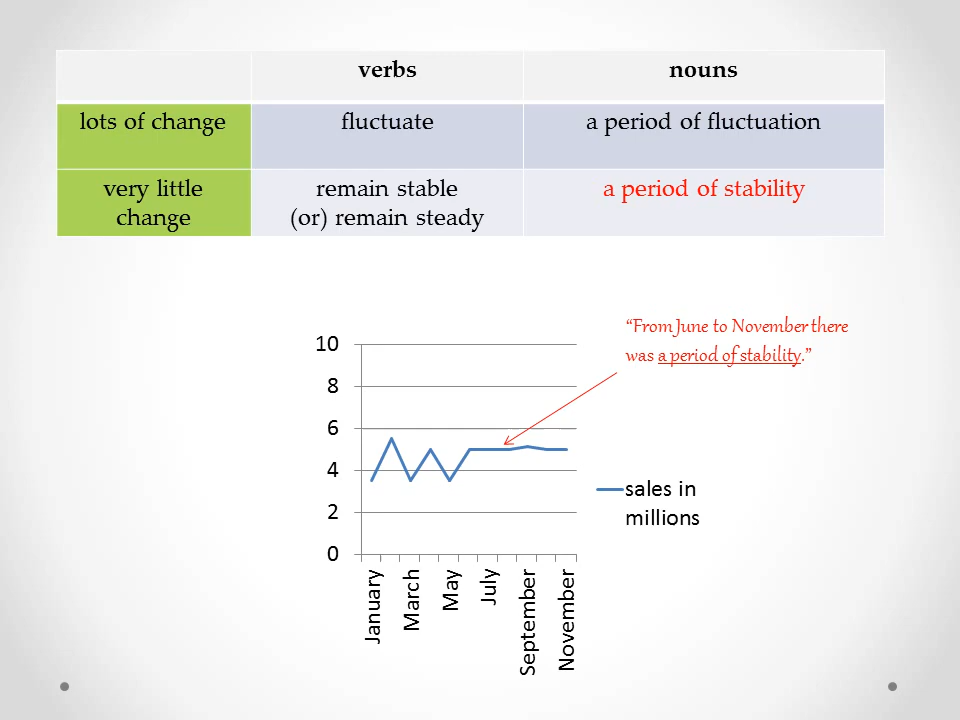 verbs
nouns
lots of change
fluctuate
a period of fluctuation
very little
change
remain stable
(or) remain steady
a period of stability
“From June to November there
was a period of stability.”
10
8
6
4
2
0
sales in
millions
January
March
May
July
September
November